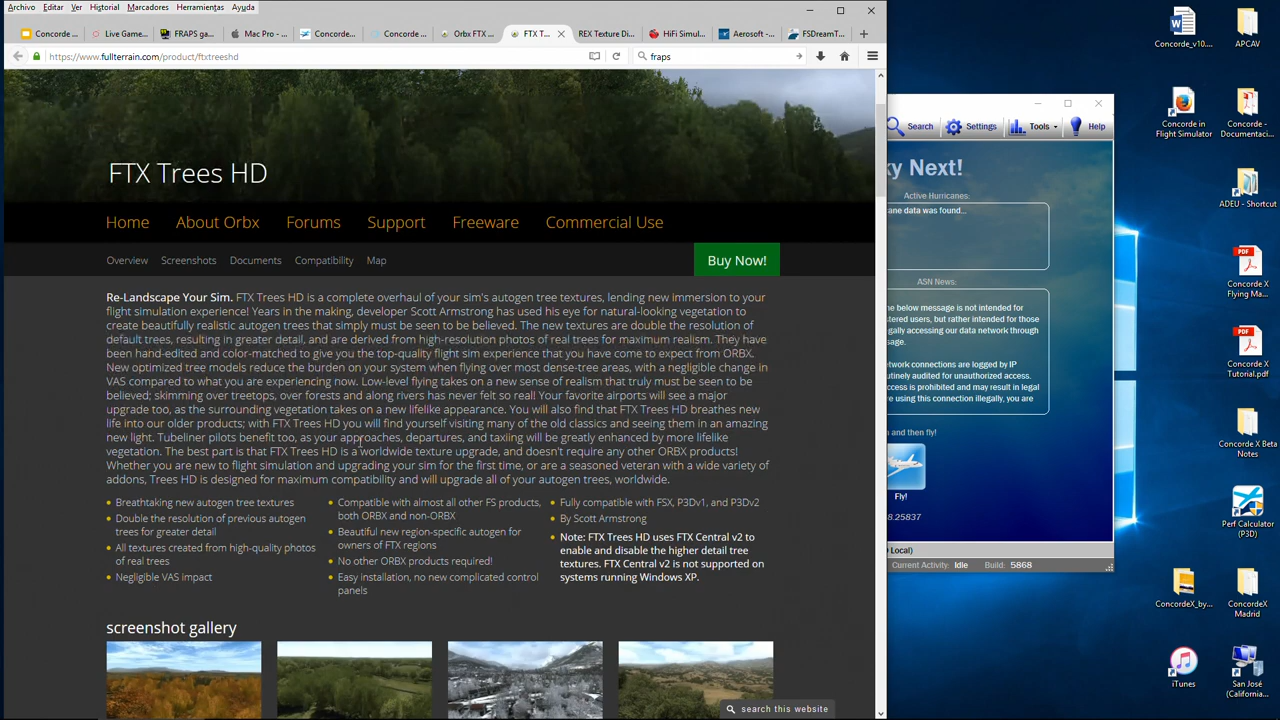 Archivo Editar Ver Historial Marcadores Herramientas Ayuda
Concorde ... Live Game... FRAPS ga... Mac Pro - ... Concorde... Concorde ... Orbx FTX ... FTX T... REX Texture Di... HiFi Simul... Aerosoft -... FSDreamT...
https://www.fullterrain.com/product/ftxtreeshd
fraps
FTX Trees HD
Home About Orbx Forums Support Freeware Commercial Use
Overview Screenshots Documents Compatibility Map
Buy Now!
Re-Landscape Your Sim. FTX Trees HD is a complete overhaul of your sim's autogen tree textures, lending new immersion to your
flight simulation experience! Years in the making, developer Scott Armstrong has used his eye for natural-looking vegetation to
create beautifully realistic autogen trees that simply must be seen to be believed. The new textures are double the resolution of
default trees, resulting in greater detail, and are derived from high-resolution photos of real trees for maximum realism. They have
been hand-edited and color-matched to give you the top-quality flight sim experience that you have come to expect from ORBX.
New optimized tree models reduce the burden on your system when flying over most dense-tree areas, with a negligible change in
VAS compared to what you are experiencing now. Low-level flying takes on a new sense of realism that truly must be seen to be
believed; skimming over treetops, over forests and along rivers has never felt so real! Your favorite airports will see a major
upgrade too, as the surrounding vegetation takes on a new lifelike appearance. You will also find that FTX Trees HD breathes new
life into our older products; with FTX Trees HD you will find yourself visiting many of the old classics and seeing them in an amazing
new light. Tubeliner pilots benefit too, as your approaches, departures, and taxiing will be greatly enhanced by more lifelike
vegetation. The best part is that FTX Trees HD is a worldwide texture upgrade, and doesn't require any other ORBX products!
Whether you are new to flight simulation and upgrading your sim for the first time, or are a seasoned veteran with a wide variety of
addons, Trees HD is designed for maximum compatibility and will upgrade all of your autogen trees, worldwide.
Breathtaking new autogen tree textures
Double the resolution of previous autogen
trees for greater detail
All textures created from high-quality photos
of real trees
Negligible VAS impact
Compatible with almost all other FS products,
both ORBX and non-ORBX
Beautiful new region-specific autogen for
owners of FTX regions
No other ORBX products required!
Easy installation, no new complicated control
panels
Fully compatible with FSX, P3Dv1, and P3Dv2
By Scott Armstrong
Note: FTX Trees HD uses FTX Central v2 to
enable and disable the higher detail tree
textures. FTX Central v2 is not supported on
systems running Windows XP.
screenshot gallery
search this website
Search Settings Tools Help
ky Next!
Active Hurricanes:
cane data was found...
ASN News:
he below message is not intended for
stered users, but rather intended for those
gally accessing our data network through
sage.
etwork connections are logged by IP
utinely audited for unauthorized access.
ccess is prohibited and may result in legal
re using this connection illegally, you are
n and then fly!
Fly!
8.25837
Local)
Current Activity: Idle Build: 5868
Concorde_v10....
APCAV
Concorde in
Flight Simulator
Concorde -
Documentaci...
ADEU - Shortcut
Concorde X
Flying Ma...
Concorde X
Tutorial.pdf
Concorde X Beta
Notes
Perf Calculator
(P3D)
ConcordeX_by...
ConcordeX
Madrid
iTunes
San José
(California...